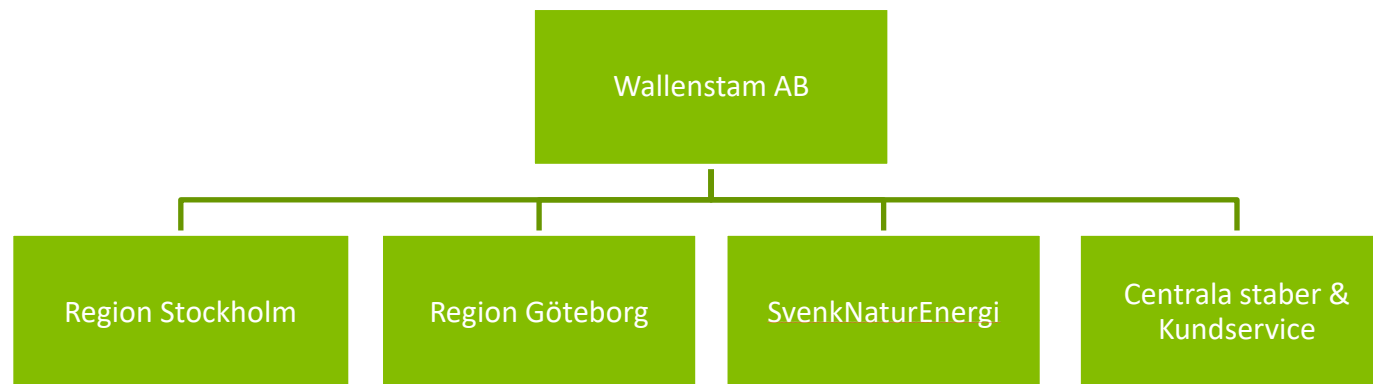 Wallenstam AB
Region Stockholm
Region Göteborg
SvenkNaturEnergi
Centrala staber &
Kundservice